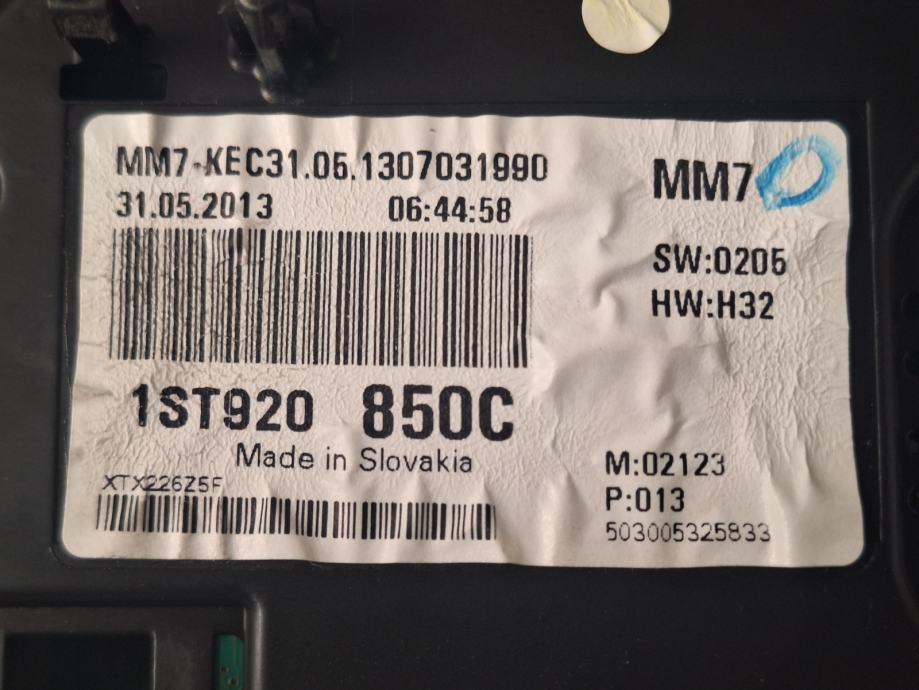 MM7-KEC31.05.1307031990
31.05.2013 06:44:58
MM7
SW:0205
HW:H32
1ST920 850C
Made in Slovakia
XTX226Z5F
M:02123
P:013
503005325833